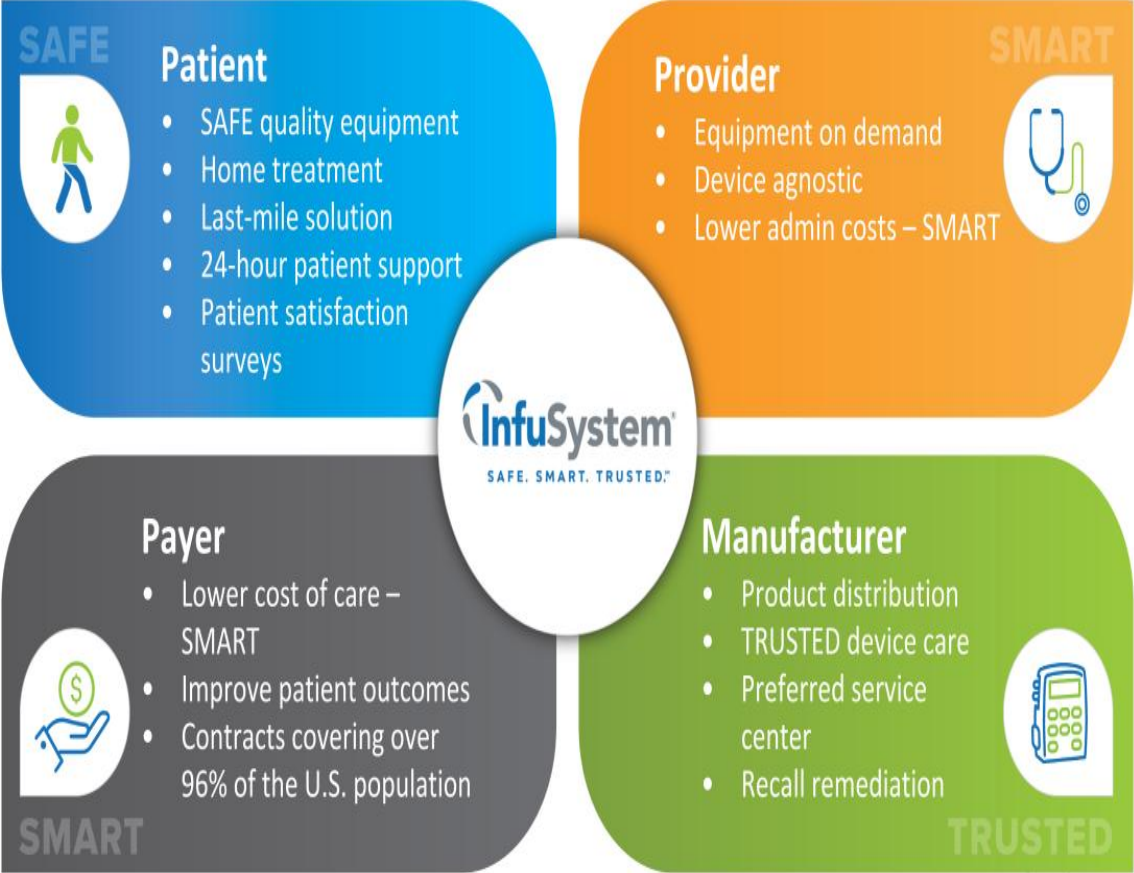 SAFE
Patient
• SAFE quality equipment
• Home treatment
• Last-mile solution
• 24-hour patient support
• Patient satisfaction
surveys
SMART
Provider
• Equipment on demand
• Device agnostic
• Lower admin costs – SMART
InfuSystem®
SAFE. SMART. TRUSTED.™
Payer
• Lower cost of care –
SMART
• Improve patient outcomes
• Contracts covering over
96% of the U.S. population
$
SMART
Manufacturer
• Product distribution
• TRUSTED device care
• Preferred service
center
• Recall remediation
TRUSTED